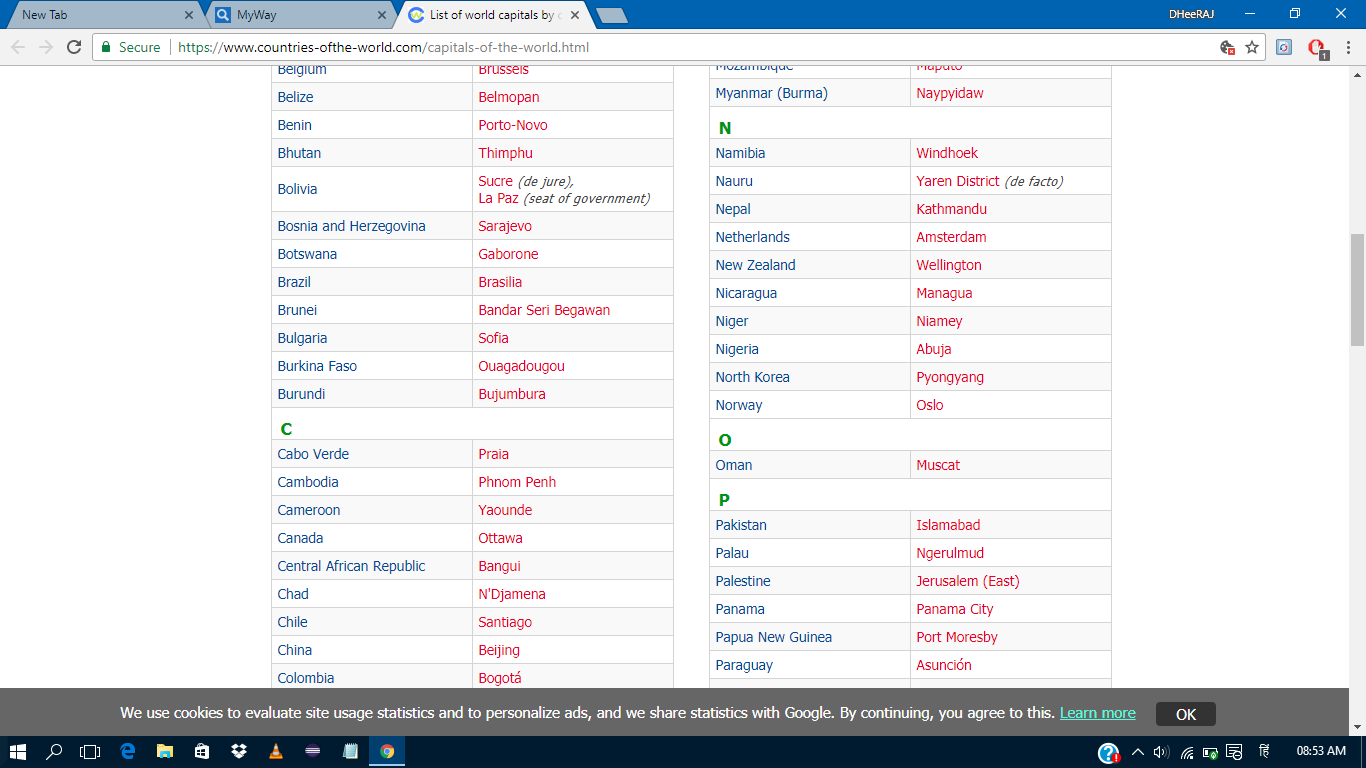 New Tab
MyWay
List of world capitals by c
DHeeRAJ
Secure
https://www.countries-ofthe-world.com/capitals-of-the-world.html
1
Belgium Brussels
Belize Belmopan
Benin Porto-Novo
Bhutan Thimphu
Bolivia Sucre (de jure),
La Paz (seat of government)
Bosnia and Herzegovina Sarajevo
Botswana Gaborone
Brazil Brasilia
Brunei Bandar Seri Begawan
Bulgaria Sofia
Burkina Faso Ouagadougou
Burundi Bujumbura
C
Cabo Verde Praia
Cambodia Phnom Penh
Cameroon Yaounde
Canada Ottawa
Central African Republic Bangui
Chad N'Djamena
Chile Santiago
China Beijing
Colombia Bogotá
Mozambique Maputo
Myanmar (Burma) Naypyidaw
N
Namibia Windhoek
Nauru Yaren District (de facto)
Nepal Kathmandu
Netherlands Amsterdam
New Zealand Wellington
Nicaragua Managua
Niger Niamey
Nigeria Abuja
North Korea Pyongyang
Norway Oslo
O
Oman Muscat
P
Pakistan Islamabad
Palau Ngerulmud
Palestine Jerusalem (East)
Panama Panama City
Papua New Guinea Port Moresby
Paraguay Asunción
We use cookies to evaluate site usage statistics and to personalize ads, and we share statistics with Google. By continuing, you agree to this. Learn more OK
हिं
08:53 AM